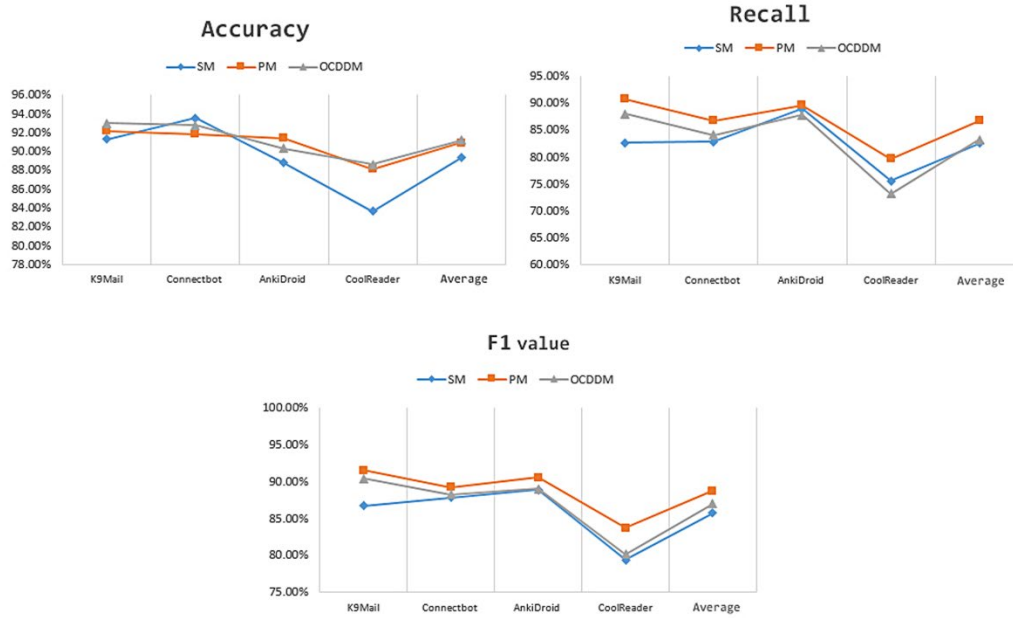 Accuracy
SM PM OCDDM
96.00%
94.00%
92.00%
90.00%
88.00%
86.00%
84.00%
82.00%
80.00%
78.00%
K9Mail Connectbot AnkiDroid CoolReader Average
Recall
SM PM OCDDM
95.00%
90.00%
85.00%
80.00%
75.00%
70.00%
65.00%
60.00%
K9Mail Connectbot AnkiDroid CoolReader Average
F1 value
SM PM OCDDM
100.00%
95.00%
90.00%
85.00%
80.00%
75.00%
K9Mail Connectbot AnkiDroid CoolReader Average